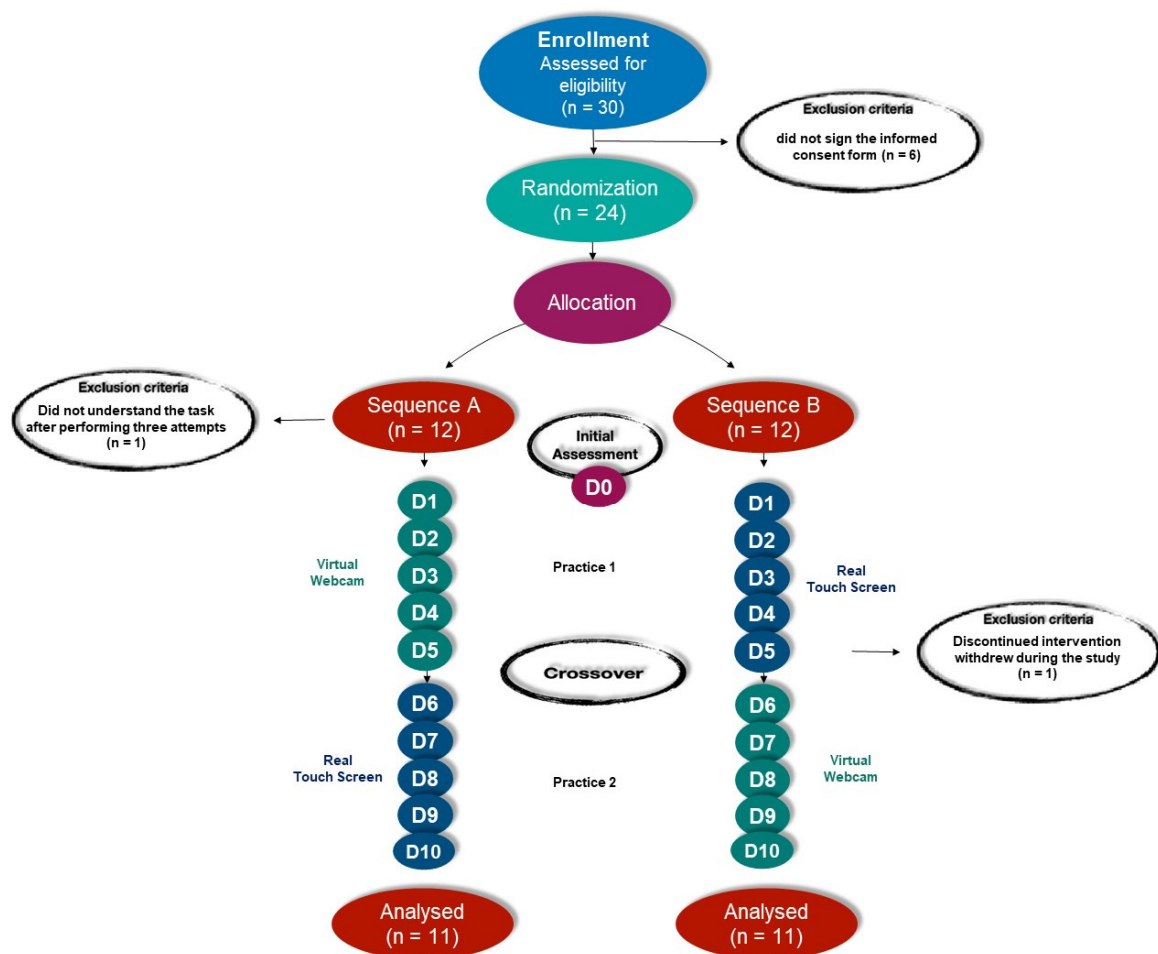 Enrollment
Assessed for
eligibility
(n = 30)
Exclusion criteria
did not sign the informed
consent form (n = 6)
Randomization
(n = 24)
Allocation
Exclusion criteria
Did not understand the task
after performing three attempts
(n = 1)
Sequence A
(n = 12)
Initial
Assessment
D0
Sequence B
(n = 12)
D1
D2
D3
D4
D5
Virtual
Webcam
Practice 1
D1
D2
D3
D4
D5
Real
Touch Screen
Exclusion criteria
Discontinued intervention
withdrew during the study
(n = 1)
Crossover
D6
D7
D8
D9
D10
Real
Touch Screen
Practice 2
D6
D7
D8
D9
D10
Virtual
Webcam
Analysed
(n = 11)
Analysed
(n = 11)